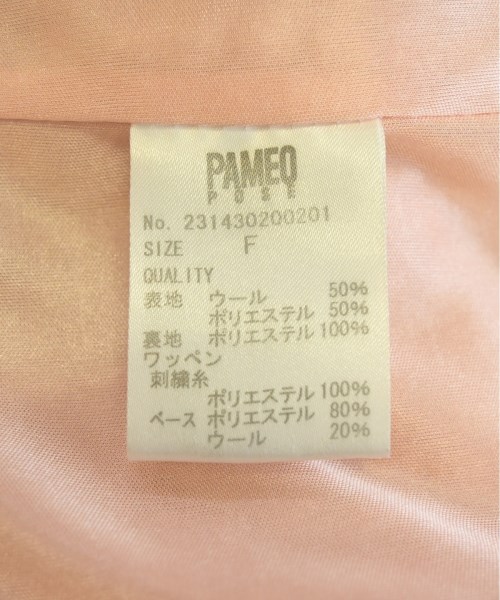 PAMEO
POSE
No. 231430200201
SIZE F
QUALITY
表地 ウール 50%
ポリエステル 50%
裏地 ポリエステル 100%
ワッペン
刺繍糸
ポリエステル 100%
ベース ポリエステル 80%
ウール 20%